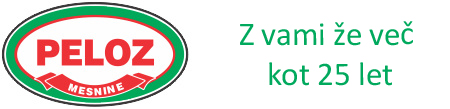 PELOZ
MESNINE
Z vami že več
kot 25 let